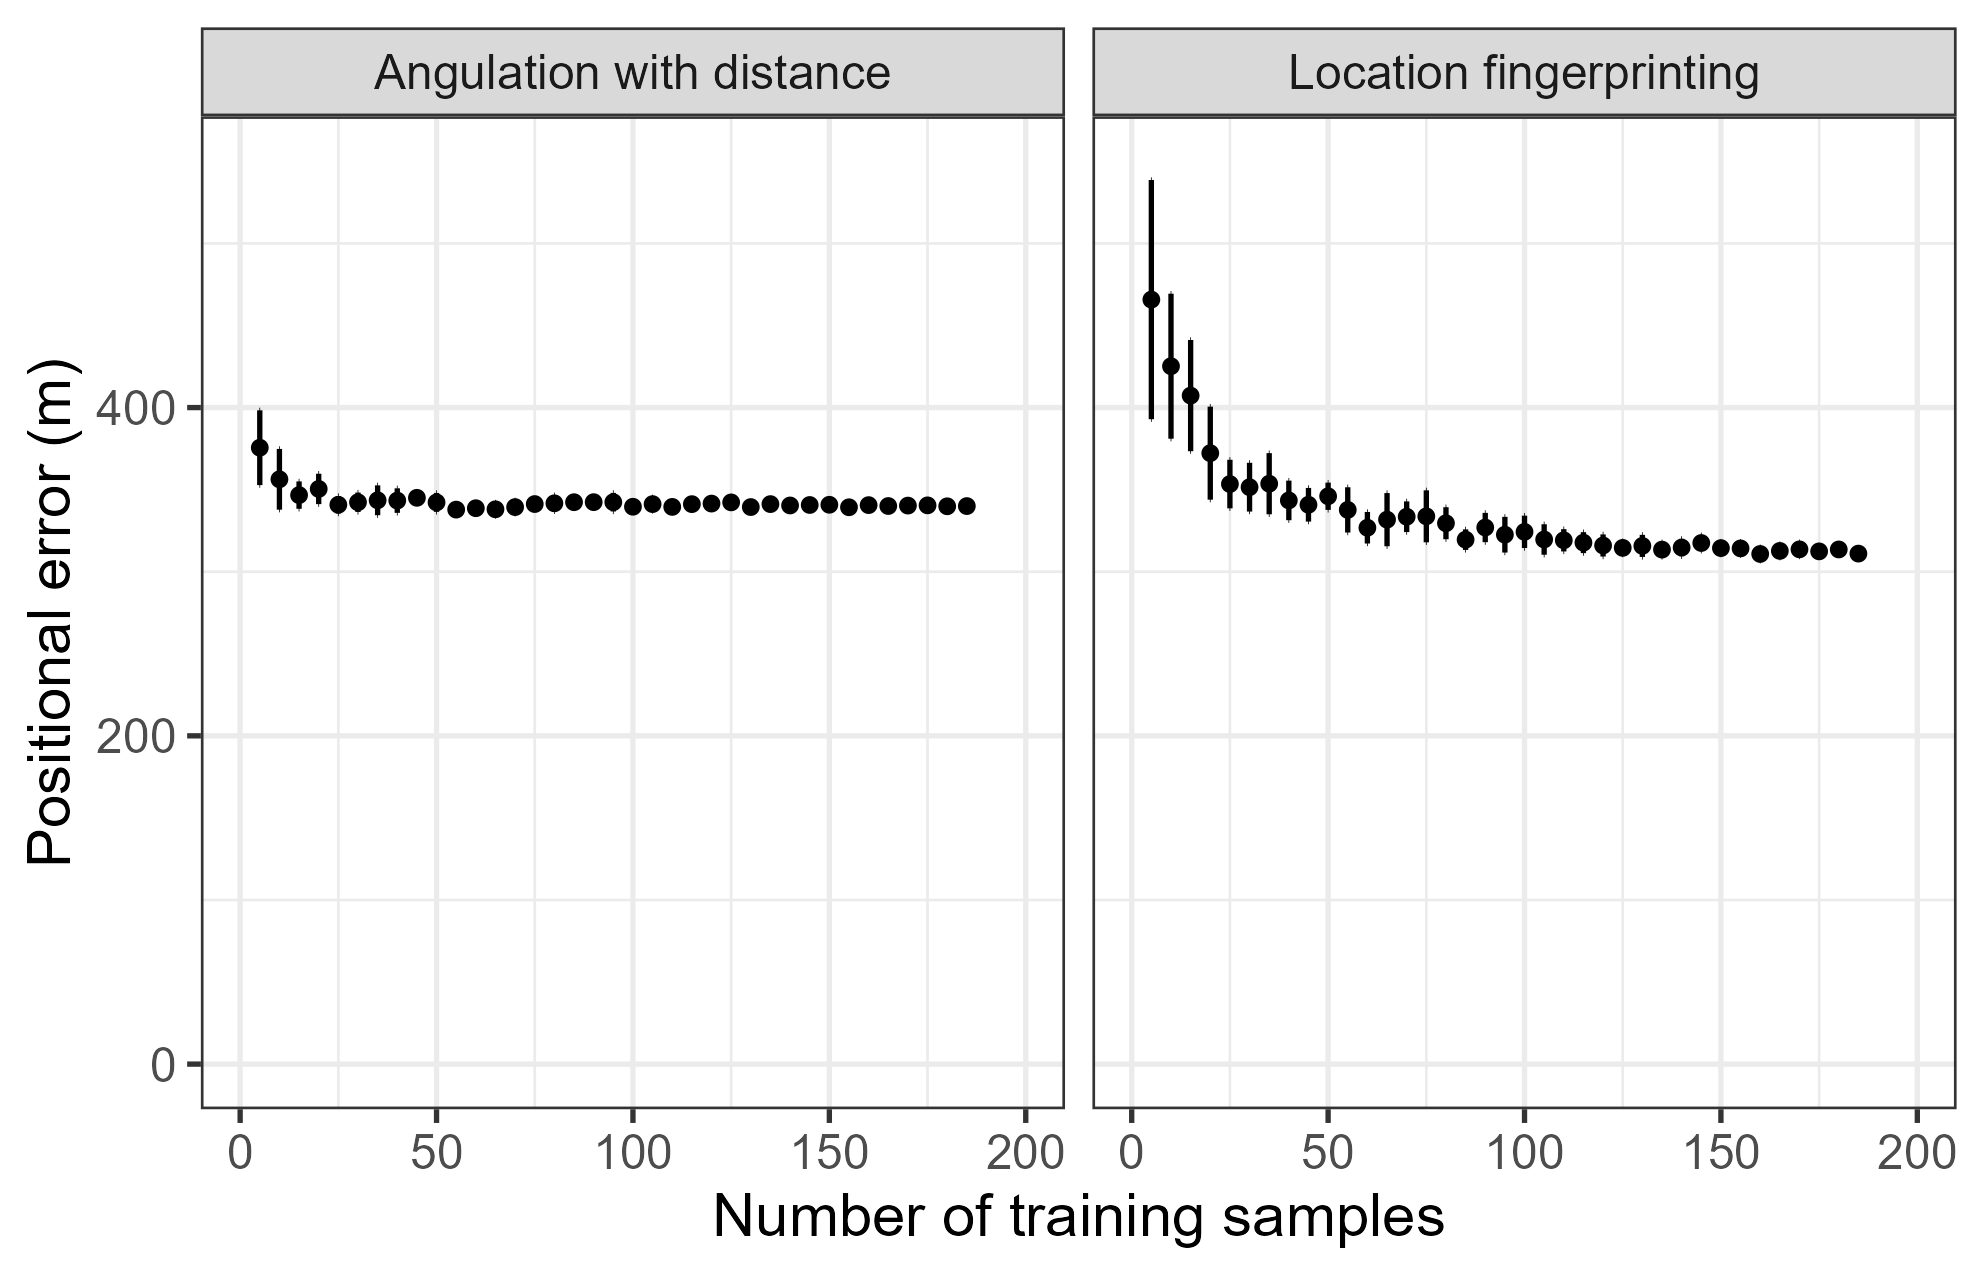 Angulation with distance
Location fingerprinting
Positional error (m)
400
200
0
0 50 100 150 200
0 50 100 150 200
Number of training samples